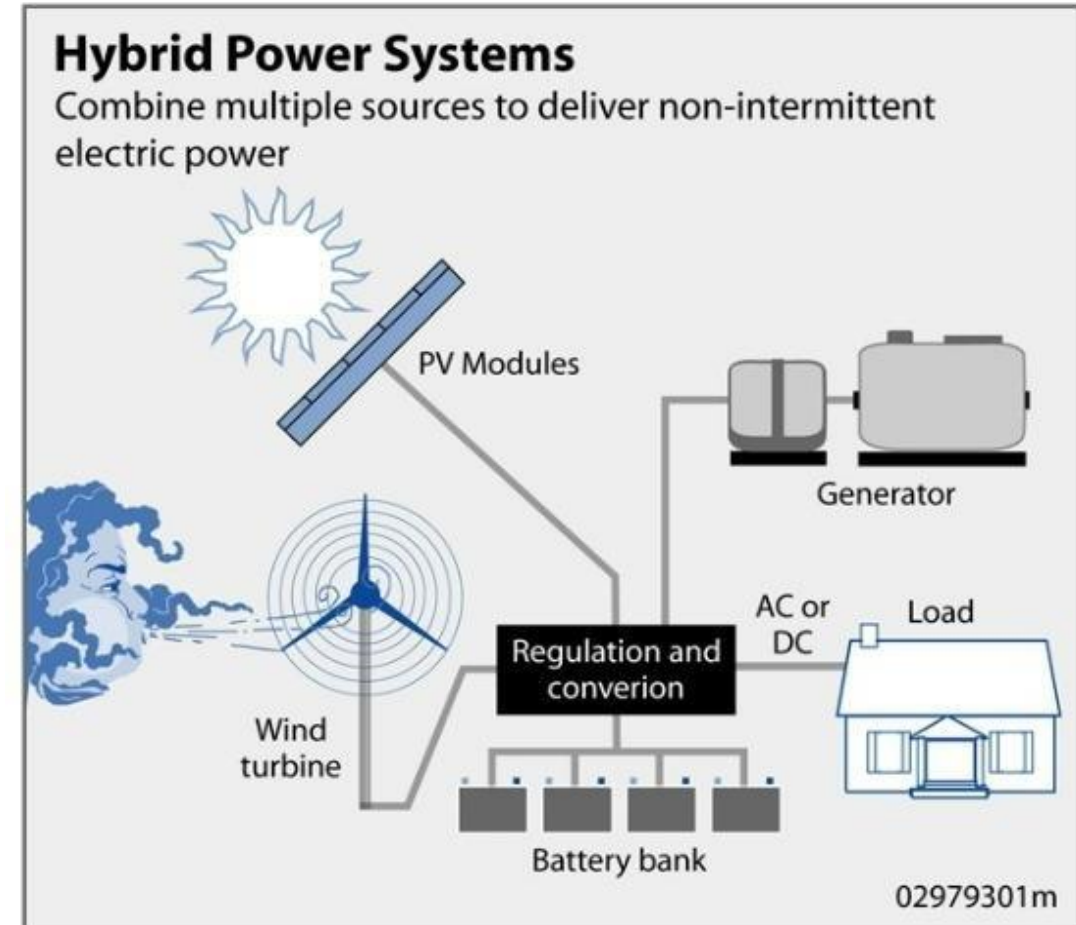 Hybrid Power Systems
Combine multiple sources to deliver non-intermittent
electric power
PV Modules
Generator
AC or
DC
Load
Regulation and
converion
Wind
turbine
Battery bank
02979301m